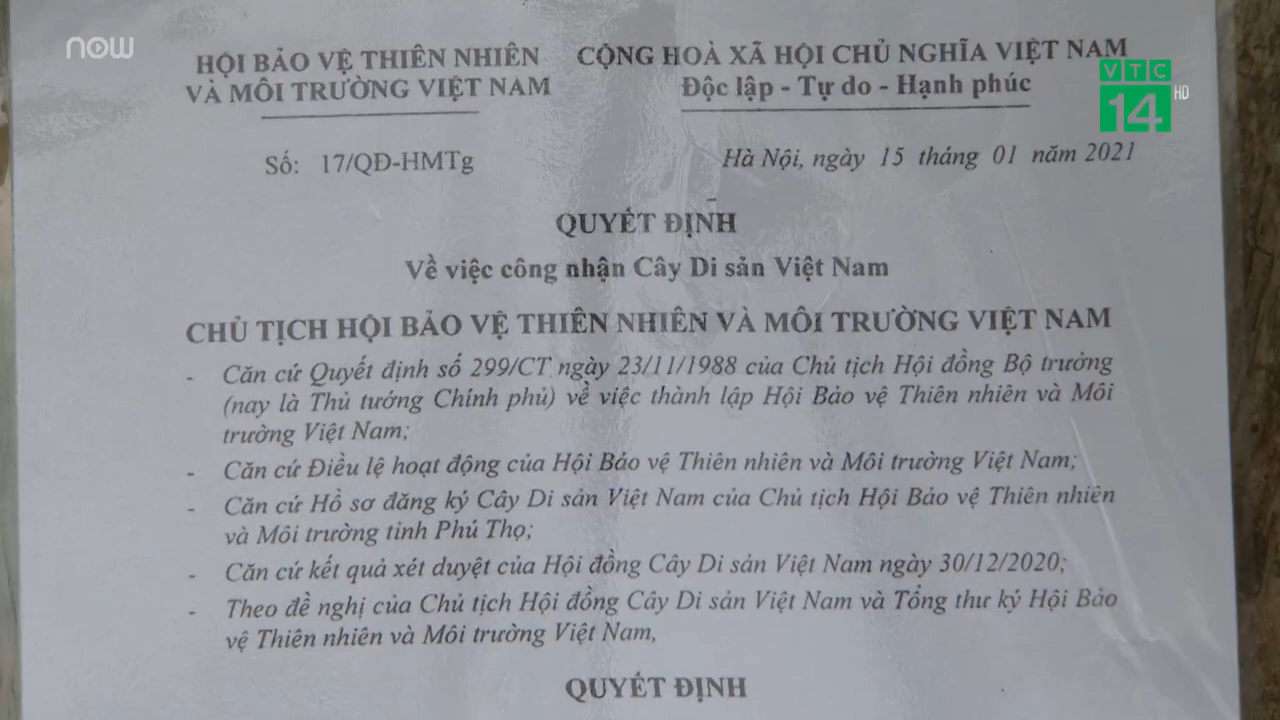 now
VTC
14
HD
HỘI BẢO VỆ THIÊN NHIÊN
VÀ MÔI TRƯỜNG VIỆT NAM
CỘNG HOÀ XÃ HỘI CHỦ NGHĨA VIỆT NAM
Độc lập - Tự do - Hạnh phúc
Số: 17/QĐ-HMTg
Hà Nội, ngày 15 tháng 01 năm 2021
QUYẾT ĐỊNH
Về việc công nhận Cây Di sản Việt Nam
CHỦ TỊCH HỘI BẢO VỆ THIÊN NHIÊN VÀ MÔI TRƯỜNG VIỆT NAM
- Căn cứ Quyết định số 299/CT ngày 23/11/1988 của Chủ tịch Hội đồng Bộ trưởng
(nay là Thủ tướng Chính phủ) về việc thành lập Hội Bảo vệ Thiên nhiên và Môi
trường Việt Nam;
- Căn cứ Điều lệ hoạt động của Hội Bảo vệ Thiên nhiên và Môi trường Việt Nam;
- Căn cứ Hồ sơ đăng ký Cây Di sản Việt Nam của Chủ tịch Hội Bảo vệ Thiên nhiên
và Môi trường tỉnh Phú Thọ;
- Căn cứ kết quả xét duyệt của Hội đồng Cây Di sản Việt Nam ngày 30/12/2020;
- Theo đề nghị của Chủ tịch Hội đồng Cây Di sản Việt Nam và Tổng thư ký Hội Bảo
vệ Thiên nhiên và Môi trường Việt Nam,
QUYẾT ĐỊNH